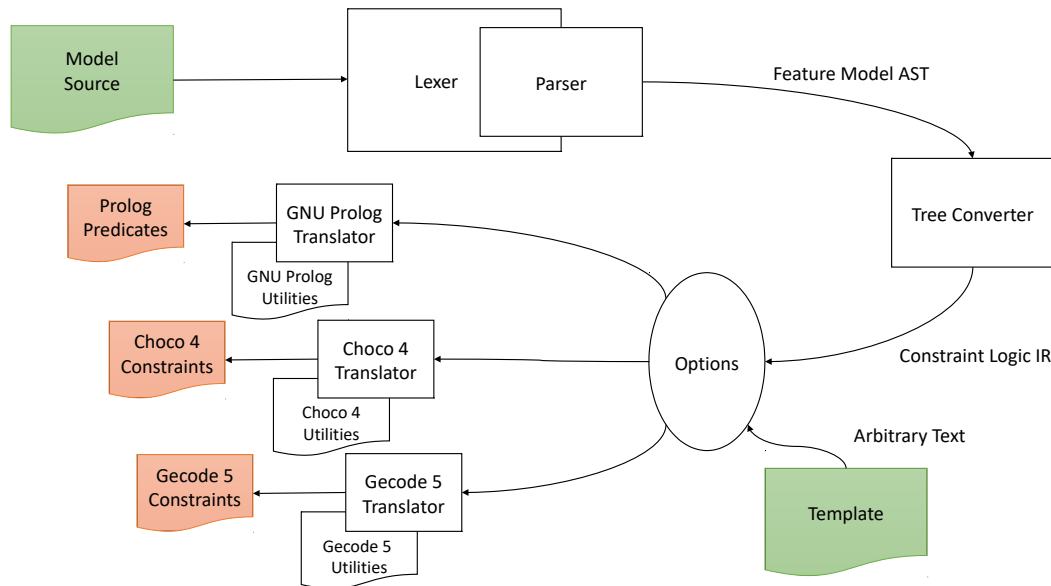 Model
Source
Lexer
Parser
Feature Model AST
Tree Converter
Prolog
Predicates
GNU Prolog
Translator
GNU Prolog
Utilities
Choco 4
Constraints
Choco 4
Translator
Choco 4
Utilities
Options
Constraint Logic IR
Arbitrary Text
Gecode 5
Constraints
Gecode 5
Translator
Gecode 5
Utilities
Template